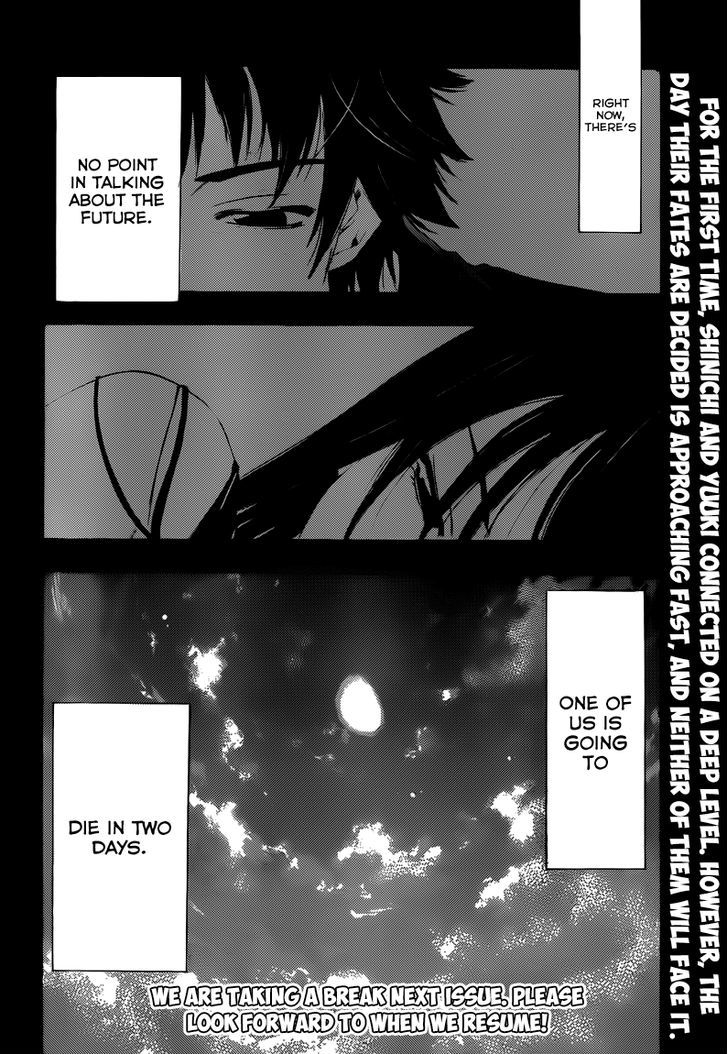 RIGHT
NOW,
THERE'S
NO POINT
IN TALKING
ABOUT THE
FUTURE.
ONE OF
US IS
GOING
TO
DIE IN TWO
DAYS.
FOR THE FIRST TIME, SHINICHI AND YUUKI CONNECTED ON A DEEP LEVEL. HOWEVER, THE
DAY THEIR FATES ARE DECIDED IS APPROACHING FAST, AND NEITHER OF THEM WILL FACE IT.
WE ARE TAKING A BREAK NEXT ISSUE. PLEASE
LOOK FORWARD TO WHEN WE RESUME!